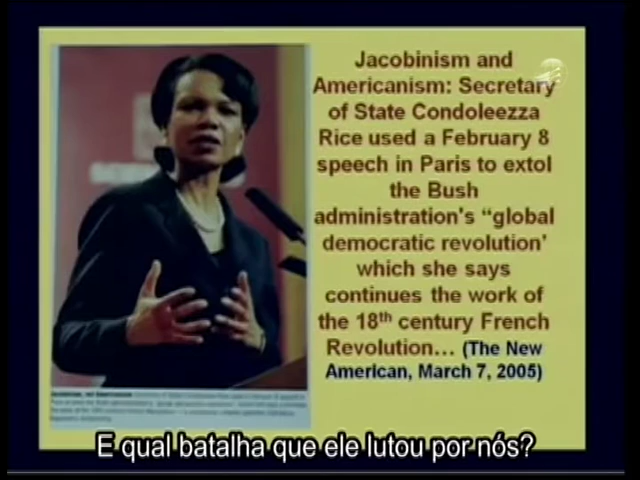 Jacobinism and
Americanism: Secretary
of State Condoleezza
Rice used a February 8
speech in Paris to extol
the Bush
administration's “global
democratic revolution'
which she says
continues the work of
the 18th century French
Revolution... (The New
American, March 7, 2005)
E qual batalha que ele lutou por nós?